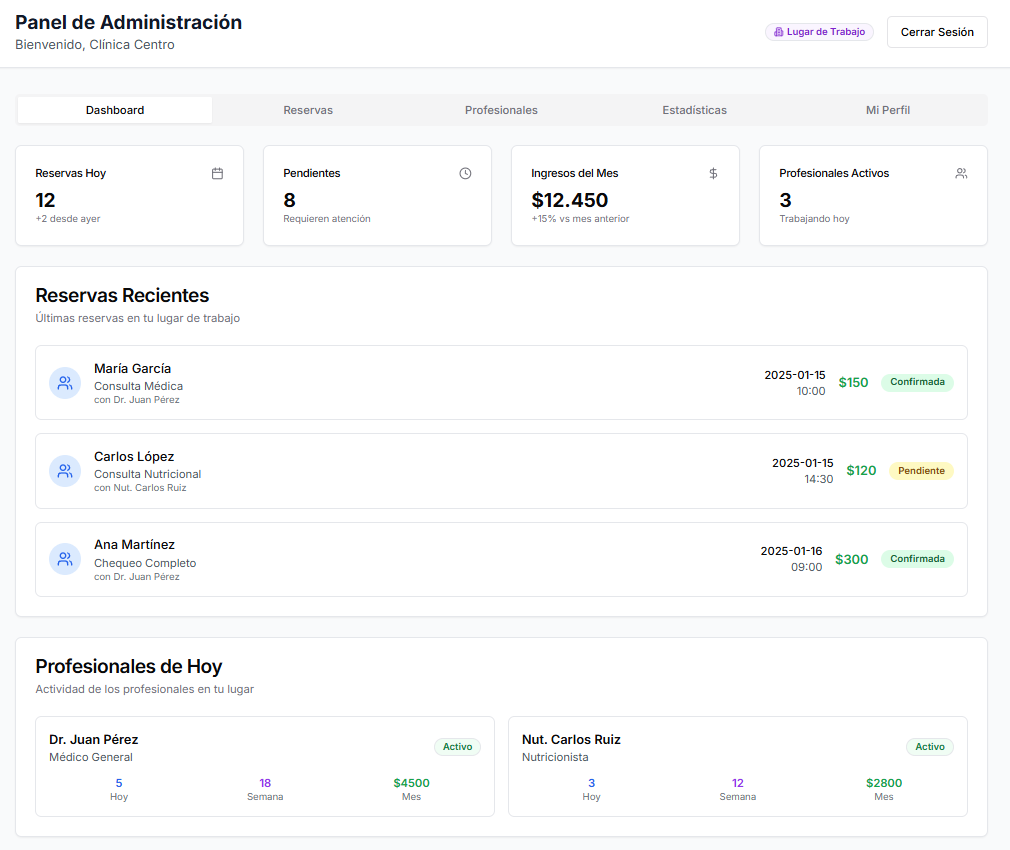 Panel de Administración
Bienvenido, Clínica Centro
Lugar de Trabajo
Cerrar Sesión
Dashboard
Reservas
Profesionales
Estadísticas
Mi Perfil
Reservas Hoy
12
+2 desde ayer
Pendientes
8
Requieren atención
Ingresos del Mes
$
$12.450
+15% vs mes anterior
Profesionales Activos
3
Trabajando hoy
Reservas Recientes
Últimas reservas en tu lugar de trabajo
María García
Consulta Médica
con Dr. Juan Pérez
2025-01-15
10:00
$150
Confirmada
Carlos López
Consulta Nutricional
con Nut. Carlos Ruiz
2025-01-15
14:30
$120
Pendiente
Ana Martínez
Chequeo Completo
con Dr. Juan Pérez
2025-01-16
09:00
$300
Confirmada
Profesionales de Hoy
Actividad de los profesionales en tu lugar
Dr. Juan Pérez
Médico General
Activo
5
Hoy
18
Semana
$4500
Mes
Nut. Carlos Ruiz
Nutricionista
Activo
3
Hoy
12
Semana
$2800
Mes